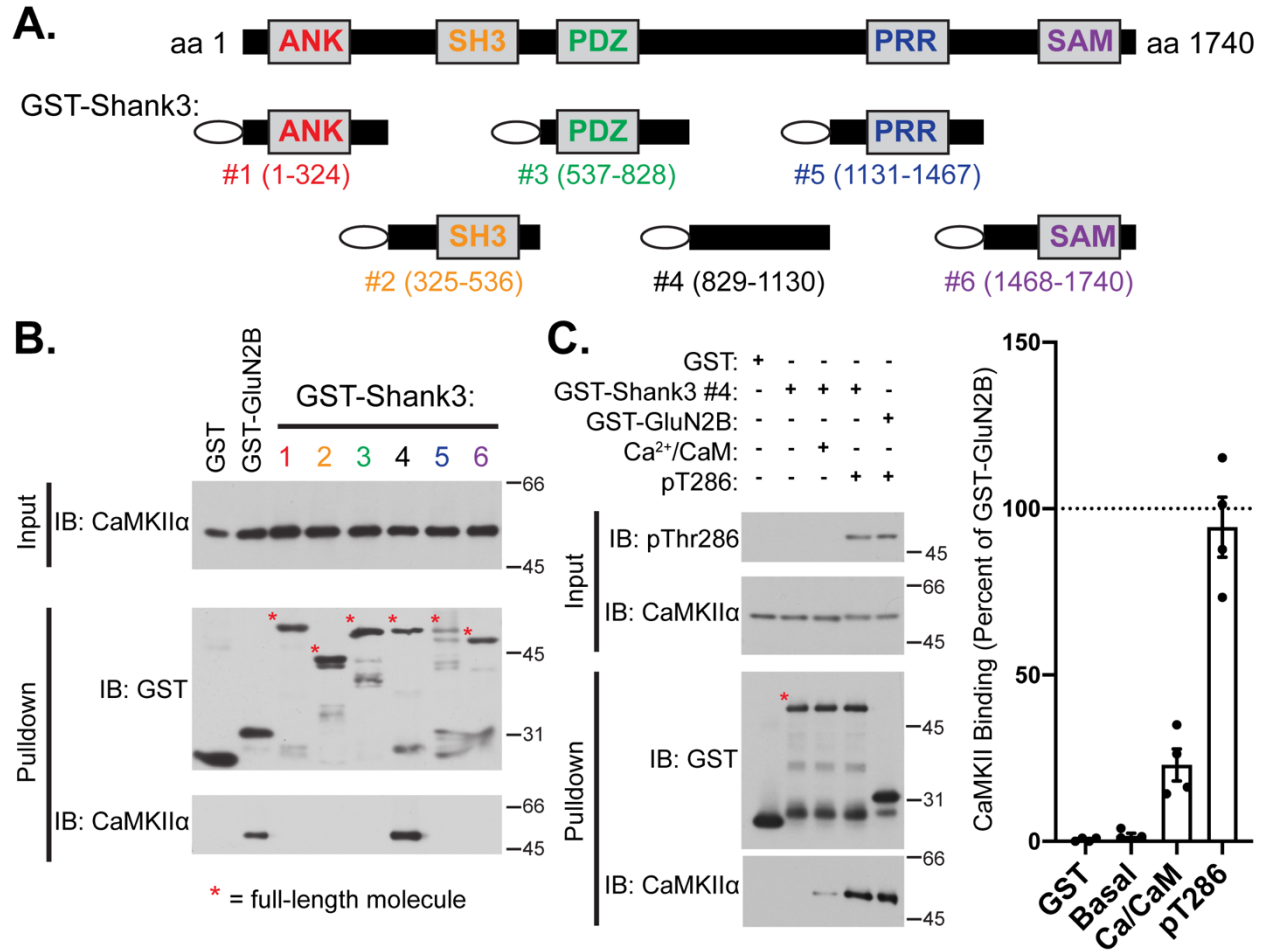 A.
aa 1 ANK SH3 PDZ PRR SAM aa 1740
GST-Shank3:
ANK PDZ PRR
#1 (1-324) #3 (537-828) #5 (1131-1467)
SH3 SAM
#2 (325-536) #4 (829-1130) #6 (1468-1740)
B.
GST
GST-GluN2B
GST-Shank3:
1 2 3 4 5 6
Input
IB: CaMKIIα
66
45
Pulldown
IB: GST
* * * * * *
45
31
IB: CaMKIIα
66
45
* = full-length molecule
C.
GST: + - - - -
GST-Shank3 #4: - + + + -
GST-GluN2B: - - - - +
Ca2+/CaM: - - + - -
pT286: - - - + +
Input
IB: pThr286
45
IB: CaMKIIα
66
45
Pulldown
IB: GST
*
45
31
IB: CaMKIIα
66
45
CaMKII Binding (Percent of GST-GluN2B)
150
100
50
0
GST
Basal
Ca/CaM
pT286